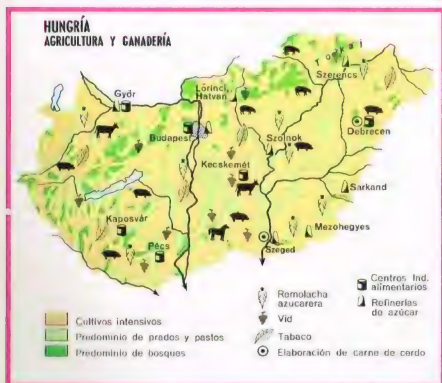 HUNGRÍA
AGRICULTURA Y GANADERÍA
Tokaj
Szerencs
Lorinci,
Hatvan
Györ
Budapest
Debrecen
Szolnok
Kecskemét
Sarkand
Kaposvár
Mezohegyes
Pécs
Szeged
Cultivos intensivos
Predominio de prados y pastos
Predominio de bosques
Remolacha
azucarera
Vid
Tabaco
Elaboración de carne de cerdo
Centros Ind.
alimentarios
Refinerías
de azúcar